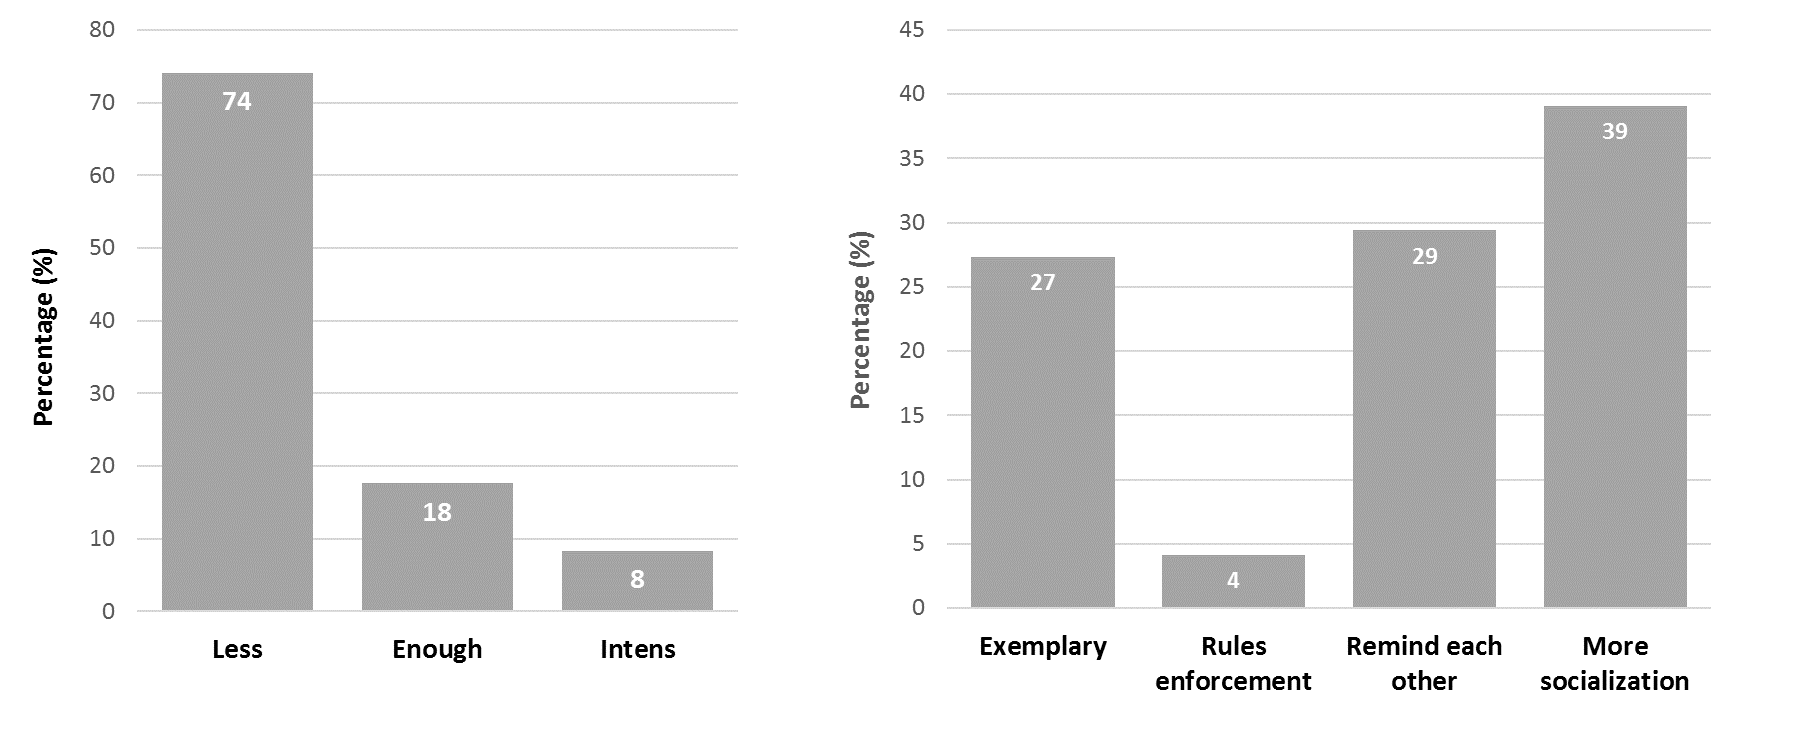 Percentage (%)
80
70
60
50
40
30
20
10
0
74
18
8
Less
Enough
Intens
Percentage (%)
45
40
35
30
25
20
15
10
5
0
27
4
29
39
Exemplary
Rules
enforcement
Remind each
other
More
socialization